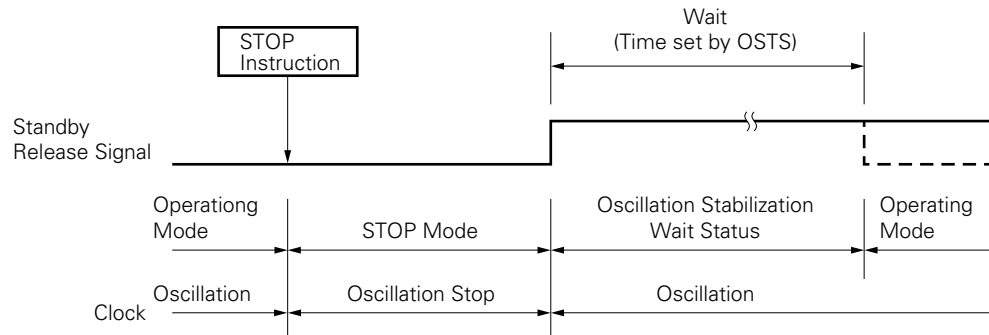 Wait
(Time set by OSTS)
STOP
Instruction
Standby
Release Signal
Operationg
Mode
STOP Mode
Oscillation Stabilization
Wait Status
Operating
Mode
Clock
Oscillation
Oscillation Stop
Oscillation